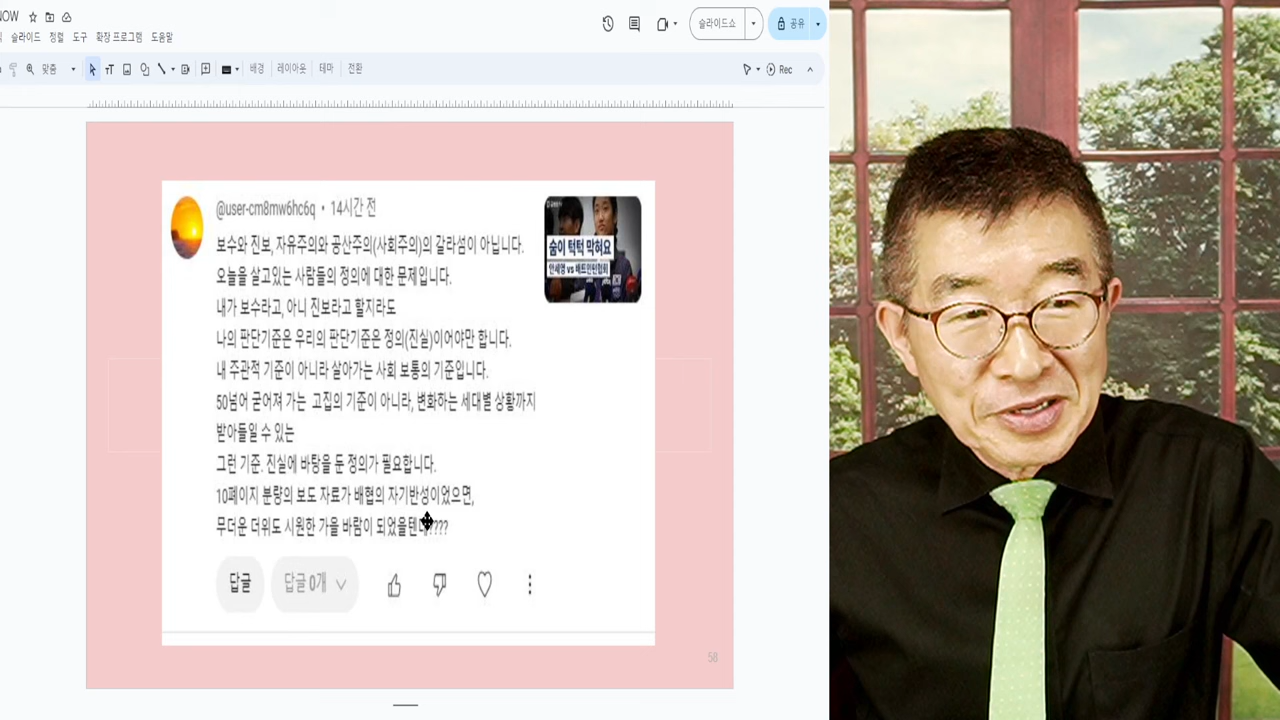 NOW
슬라이드 정렬 도구 확장 프로그램 도움말
슬라이드쇼
공유
맞춤
배경 레이아웃 테마 전환
Rec
@user-cm8mw6hc6q • 14시간 전
보수와 진보, 자유주의와 공산주의(사회주의)의 갈라섬이 아닙니다.
오늘을 살고있는 사람들의 정의에 대한 문제입니다.
내가 보수라고, 아니 진보라고 할지라도
나의 판단기준은 우리의 판단기준은 정의(진실)이어야만 합니다.
내 주관적 기준이 아니라 살아가는 사회 보통의 기준입니다.
50넘어 굳어져 가는 고집의 기준이 아니라, 변화하는 세대별 상황까지
받아들일 수 있는
그런 기준. 진실에 바탕을 둔 정의가 필요합니다.
10페이지 분량의 보도 자료가 배협의 자기반성이었으면,
무더운 더위도 시원한 가을 바람이 되었을텐데????
숨이 턱턱 막혀요
안세영 vs 배드민턴협회
답글
답글 0개
58